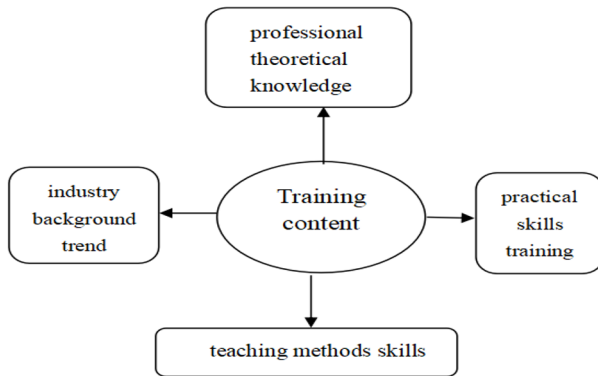 professional
theoretical
knowledge
industry
background
trend
Training
content
practical
skills
training
teaching methods skills